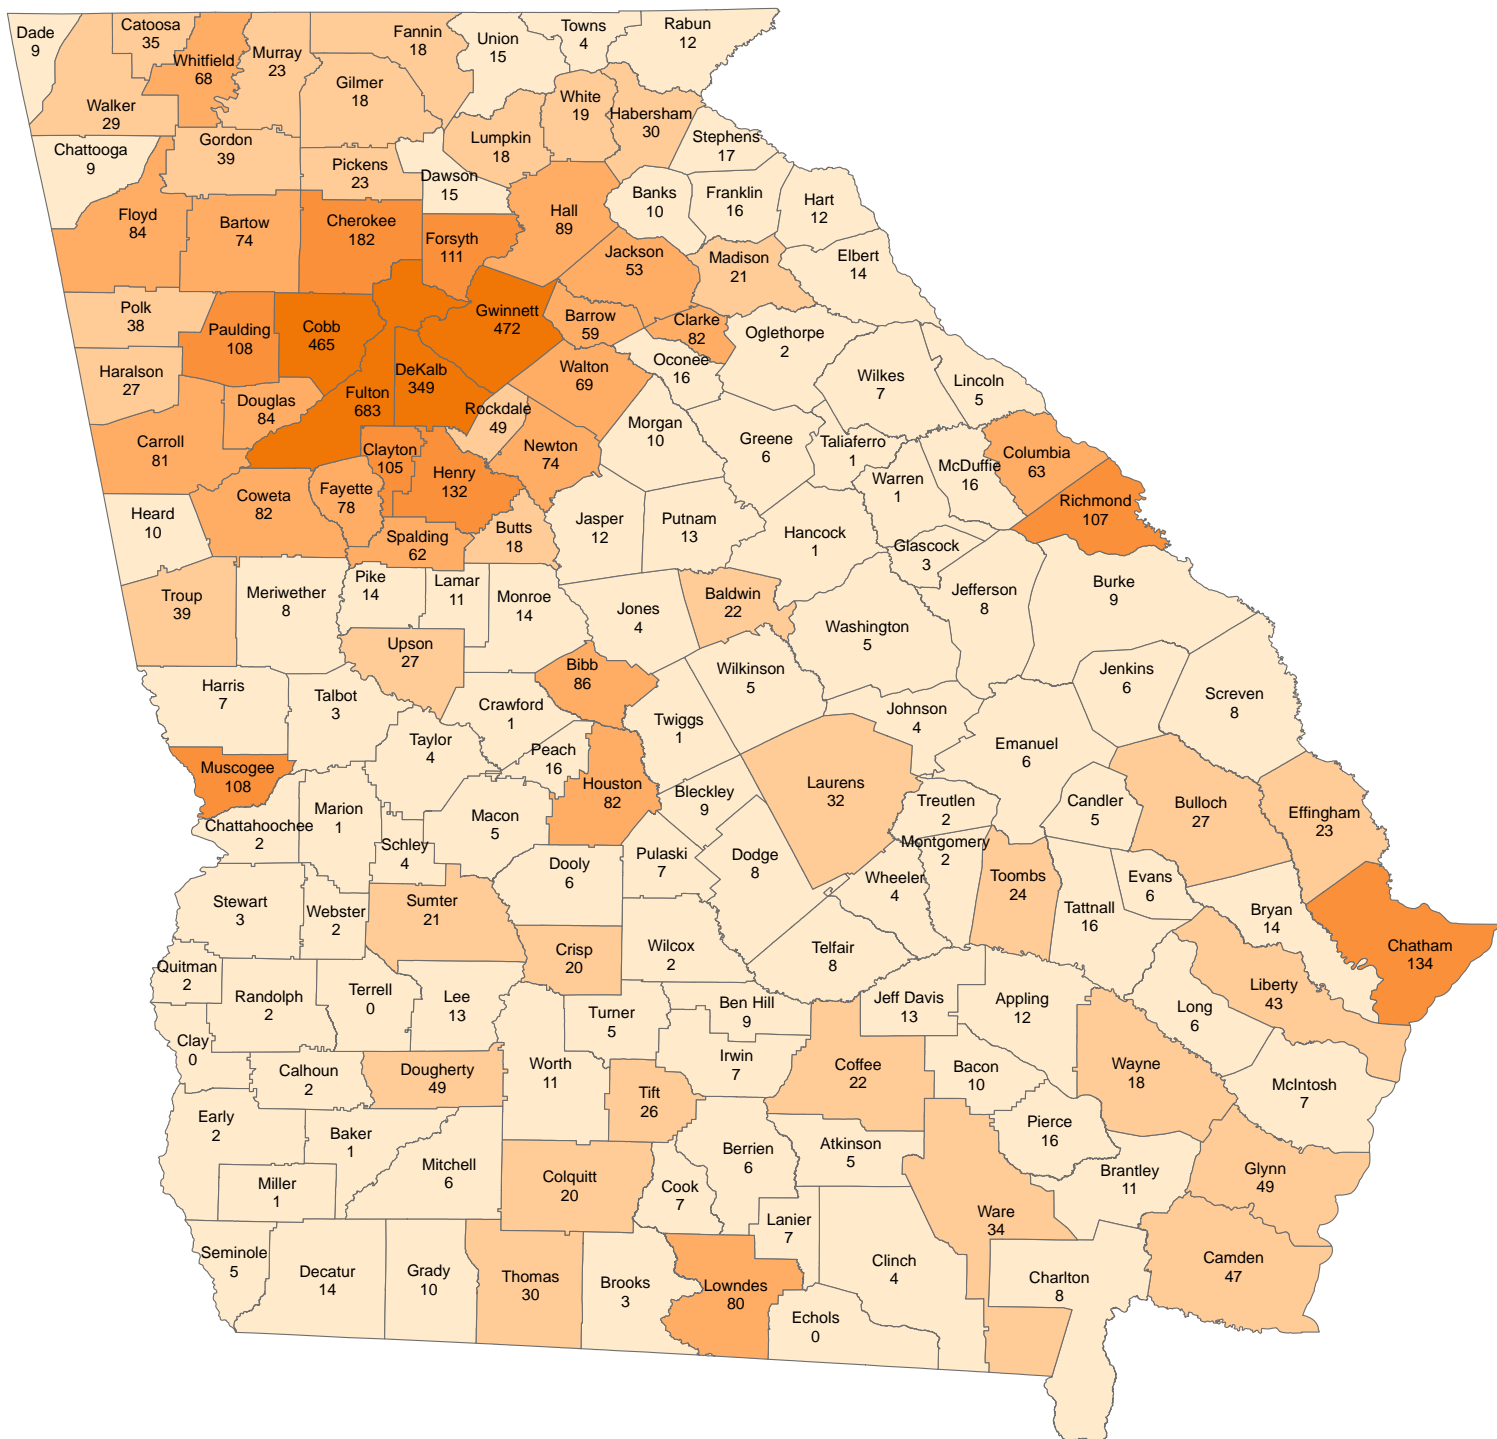 Dade
9
Catoosa
35
Whitfield
68
Murray
23
Fannin
18
Union
15
Towns
4
Rabun
12
Walker
29
Gilmer
18
White
19
Habersham
30
Chattooga
9
Gordon
39
Pickens
23
Lumpkin
18
Stephens
17
Dawson
15
Banks
10
Franklin
16
Hart
12
Floyd
84
Bartow
74
Cherokee
182
Forsyth
111
Hall
89
Jackson
53
Madison
21
Elbert
14
Polk
38
Paulding
108
Cobb
465
Gwinnett
472
Barrow
59
Clarke
82
Oglethorpe
2
Haralson
27
Douglas
84
Fulton
683
DeKalb
349
Rockdale
49
Walton
69
Oconee
16
Wilkes
7
Lincoln
5
Carroll
81
Clayton
105
Henry
132
Newton
74
Morgan
10
Greene
6
Taliaferro
1
Warren
1
McDuffie
16
Columbia
63
Richmond
107
Heard
10
Coweta
82
Fayette
78
Spalding
62
Butts
18
Jasper
12
Putnam
13
Hancock
1
Glascock
3
Troup
39
Meriwether
8
Pike
14
Lamar
11
Monroe
14
Jones
4
Baldwin
22
Washington
5
Jefferson
8
Burke
9
Upson
27
Bibb
86
Wilkinson
5
Jenkins
6
Screven
8
Harris
7
Talbot
3
Crawford
1
Twiggs
1
Johnson
4
Emanuel
6
Taylor
4
Peach
16
Muscogee
108
Houston
82
Bleckley
9
Laurens
32
Treutlen
2
Candler
5
Bulloch
27
Effingham
23
Chattahoochee
2
Marion
1
Schley
4
Macon
5
Dooly
6
Pulaski
7
Dodge
8
Montgomery
2
Wheeler
4
Toombs
24
Evans
6
Tattnall
16
Bryan
14
Chatham
134
Stewart
3
Webster
2
Sumter
21
Crisp
20
Wilcox
2
Telfair
8
Quitman
2
Randolph
2
Terrell
0
Lee
13
Turner
5
Ben Hill
9
Jeff Davis
13
Appling
12
Long
6
Liberty
43
Clay
0
Calhoun
2
Dougherty
49
Worth
11
Irwin
7
Coffee
22
Bacon
10
Wayne
18
McIntosh
7
Tift
26
Early
2
Baker
1
Mitchell
6
Berrien
6
Atkinson
5
Pierce
16
Brantley
11
Glynn
49
Miller
1
Colquitt
20
Cook
7
Lanier
7
Ware
34
Seminole
5
Decatur
14
Grady
10
Thomas
30
Brooks
3
Lowndes
80
Clinch
4
Charlton
8
Camden
47
Echols
0